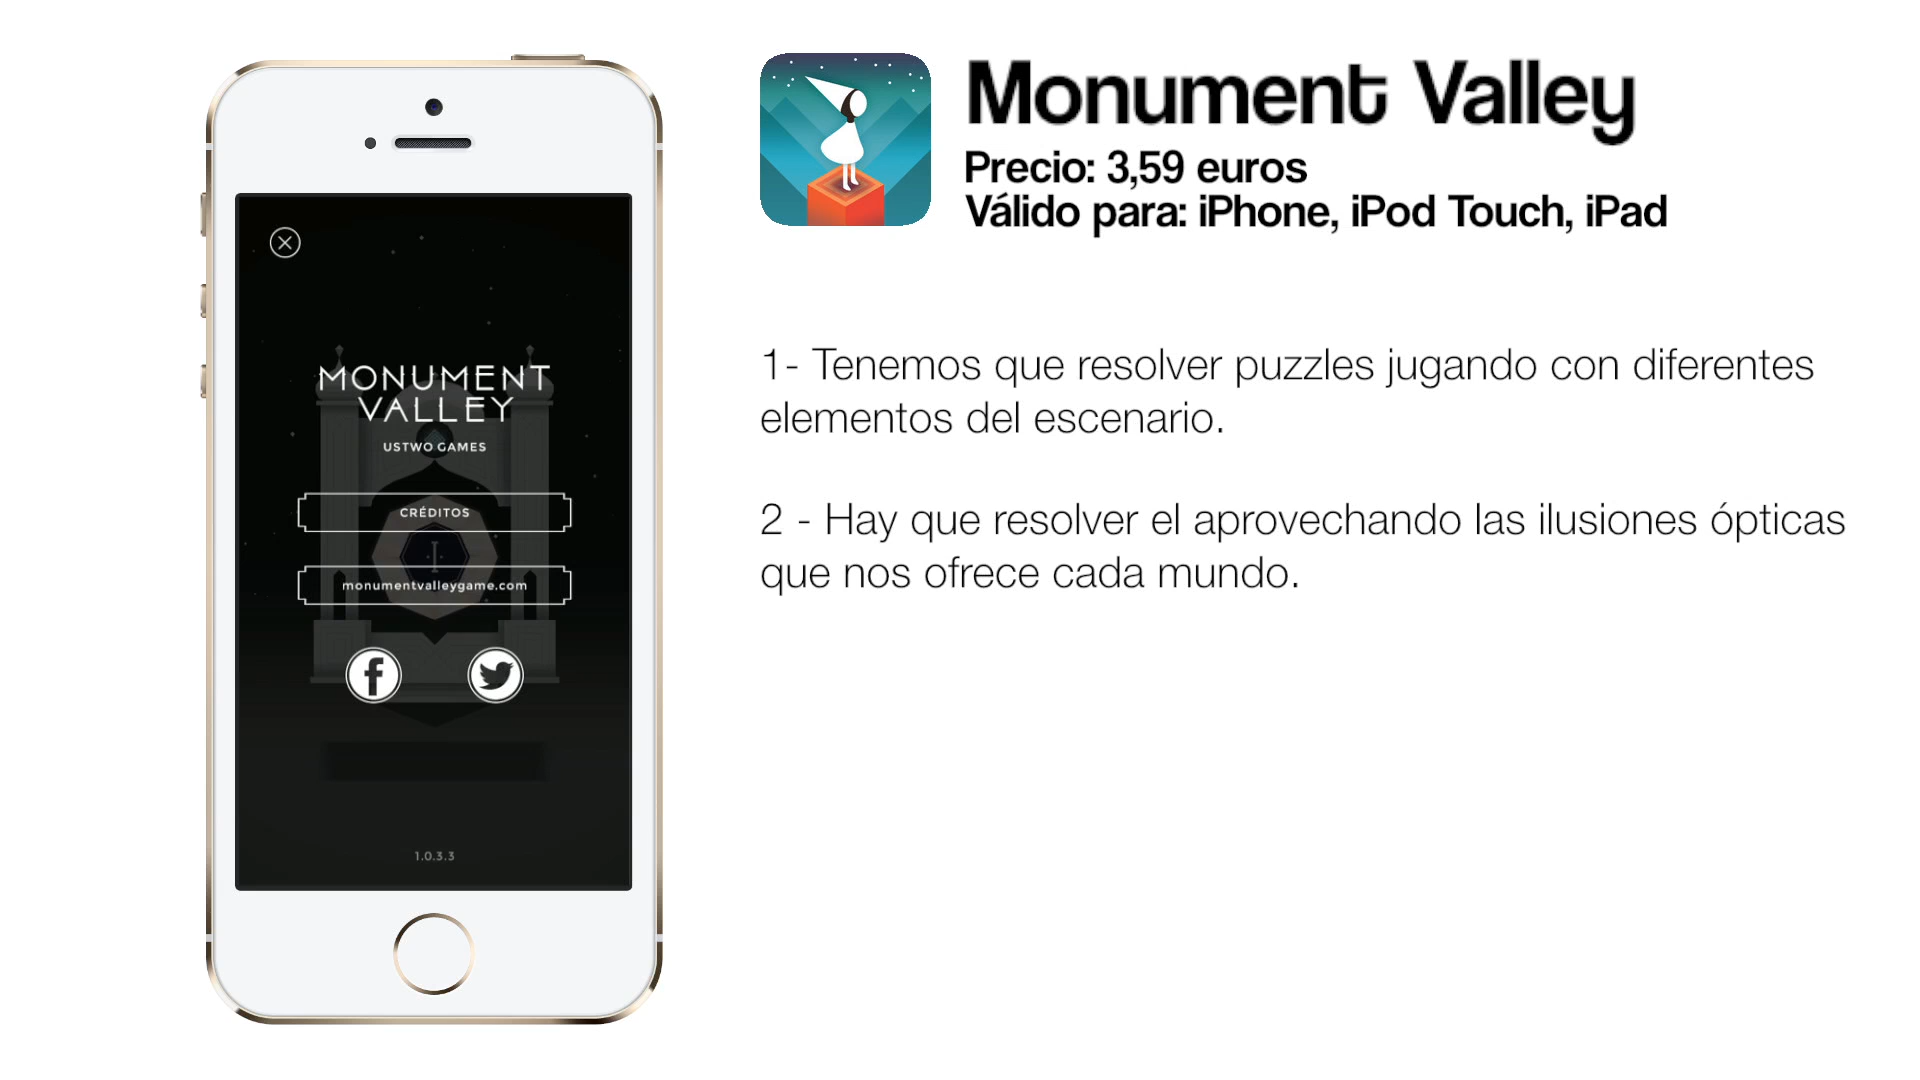 Monument Valley
Precio: 3,59 euros
Válido para: iPhone, iPod Touch, iPad
1- Tenemos que resolver puzzles jugando con diferentes
elementos del escenario.
2 - Hay que resolver el aprovechando las ilusiones ópticas
que nos ofrece cada mundo.
MONUMENT
VALLEY
USTWO GAMES
CRÉDITOS
monumentvalleygame.com
1.0.3.3